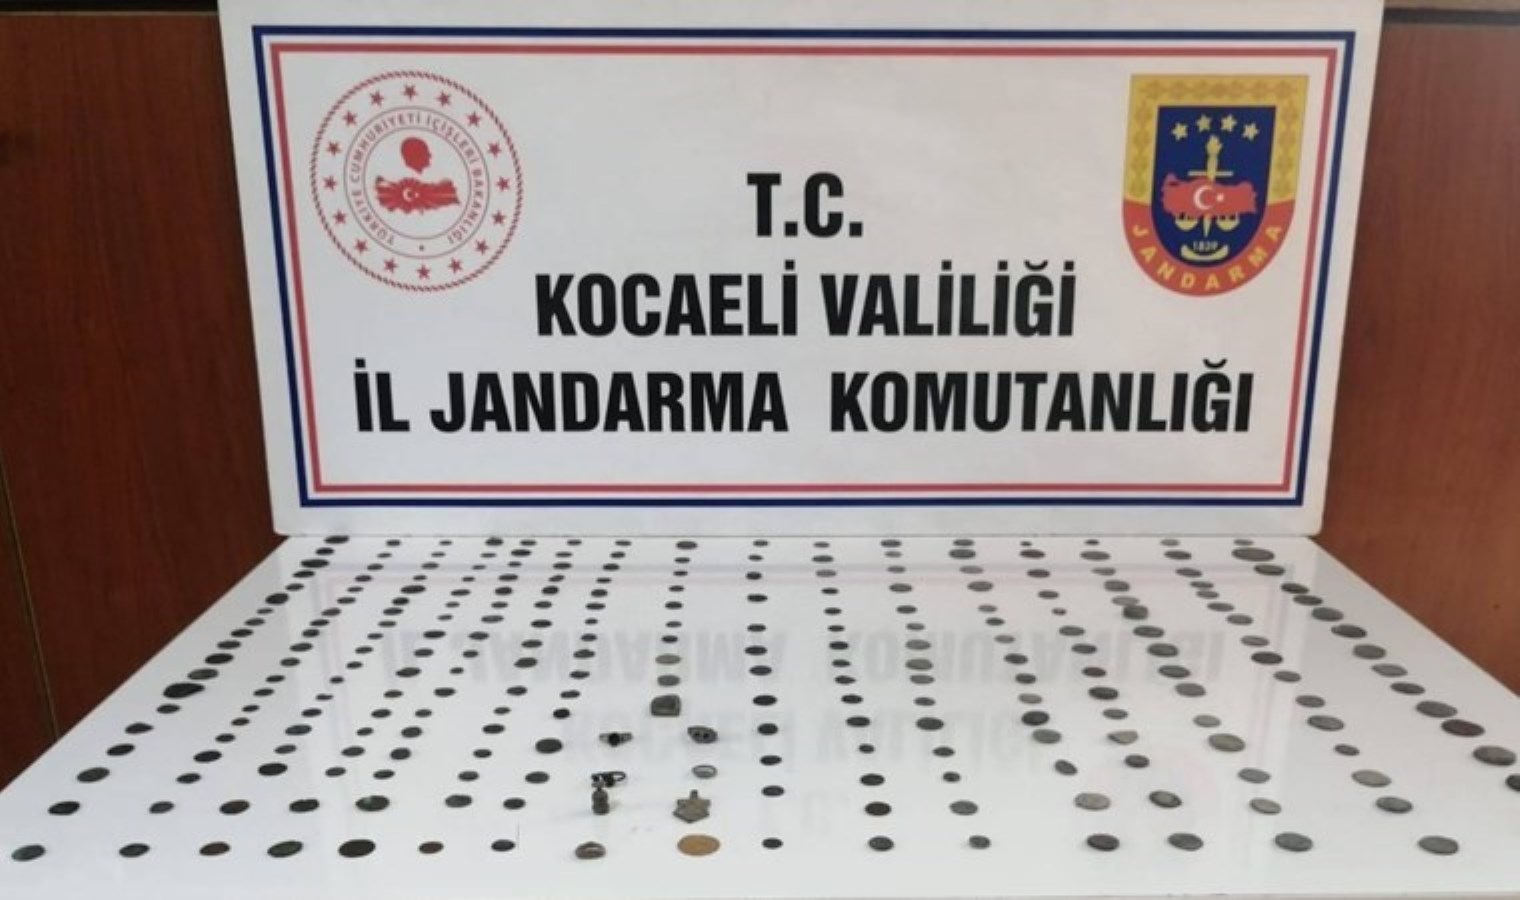 TÜRKİYE CUMHURİYETİ İÇİŞLERİ BAKANLIĞI
T.C.
KOCAELİ VALİLİĞİ
İL JANDARMA KOMUTANLIĞI
1839
JANDARMA